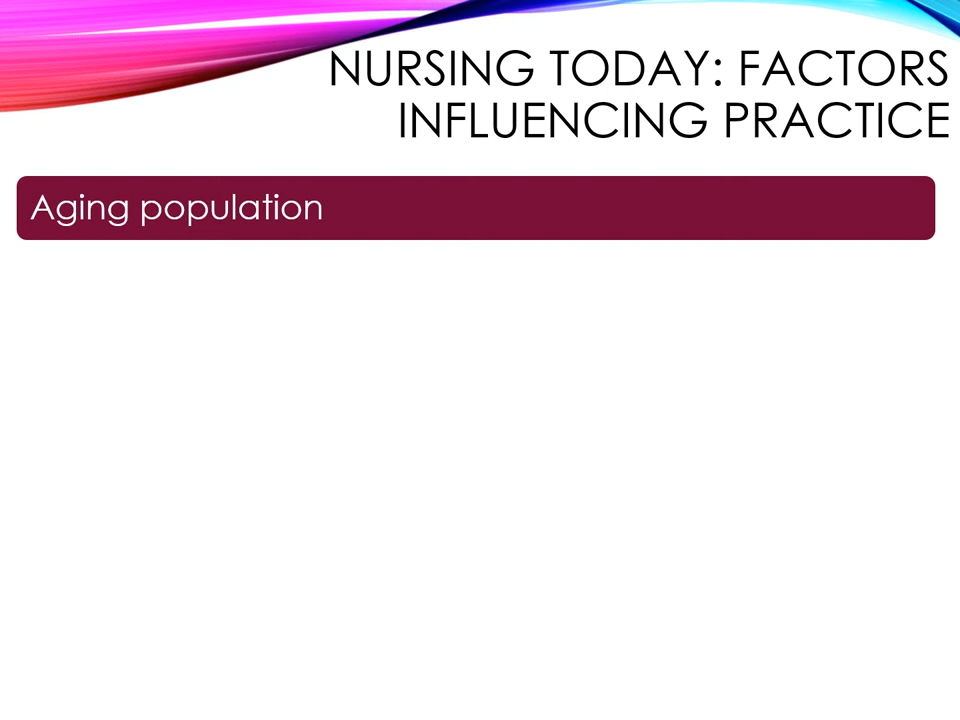 NURSING TODAY: FACTORS
INFLUENCING PRACTICE
Aging population